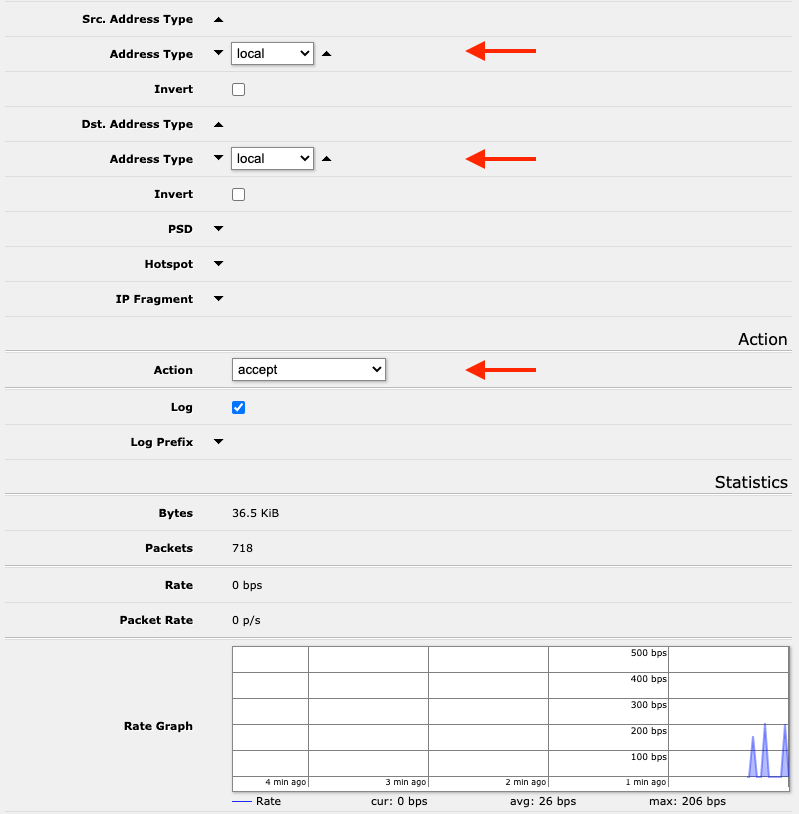 Src. Address Type
Address Type local
Invert
Dst. Address Type
Address Type local
Invert
PSD
Hotspot
IP Fragment
Action
Action accept
Log
Log Prefix
Statistics
Bytes 36.5 KiB
Packets 718
Rate 0 bps
Packet Rate 0 p/s
Rate Graph
500 bps
400 bps
300 bps
200 bps
100 bps
4 min ago 3 min ago 2 min ago 1 min ago
Rate cur: 0 bps avg: 26 bps max: 206 bps